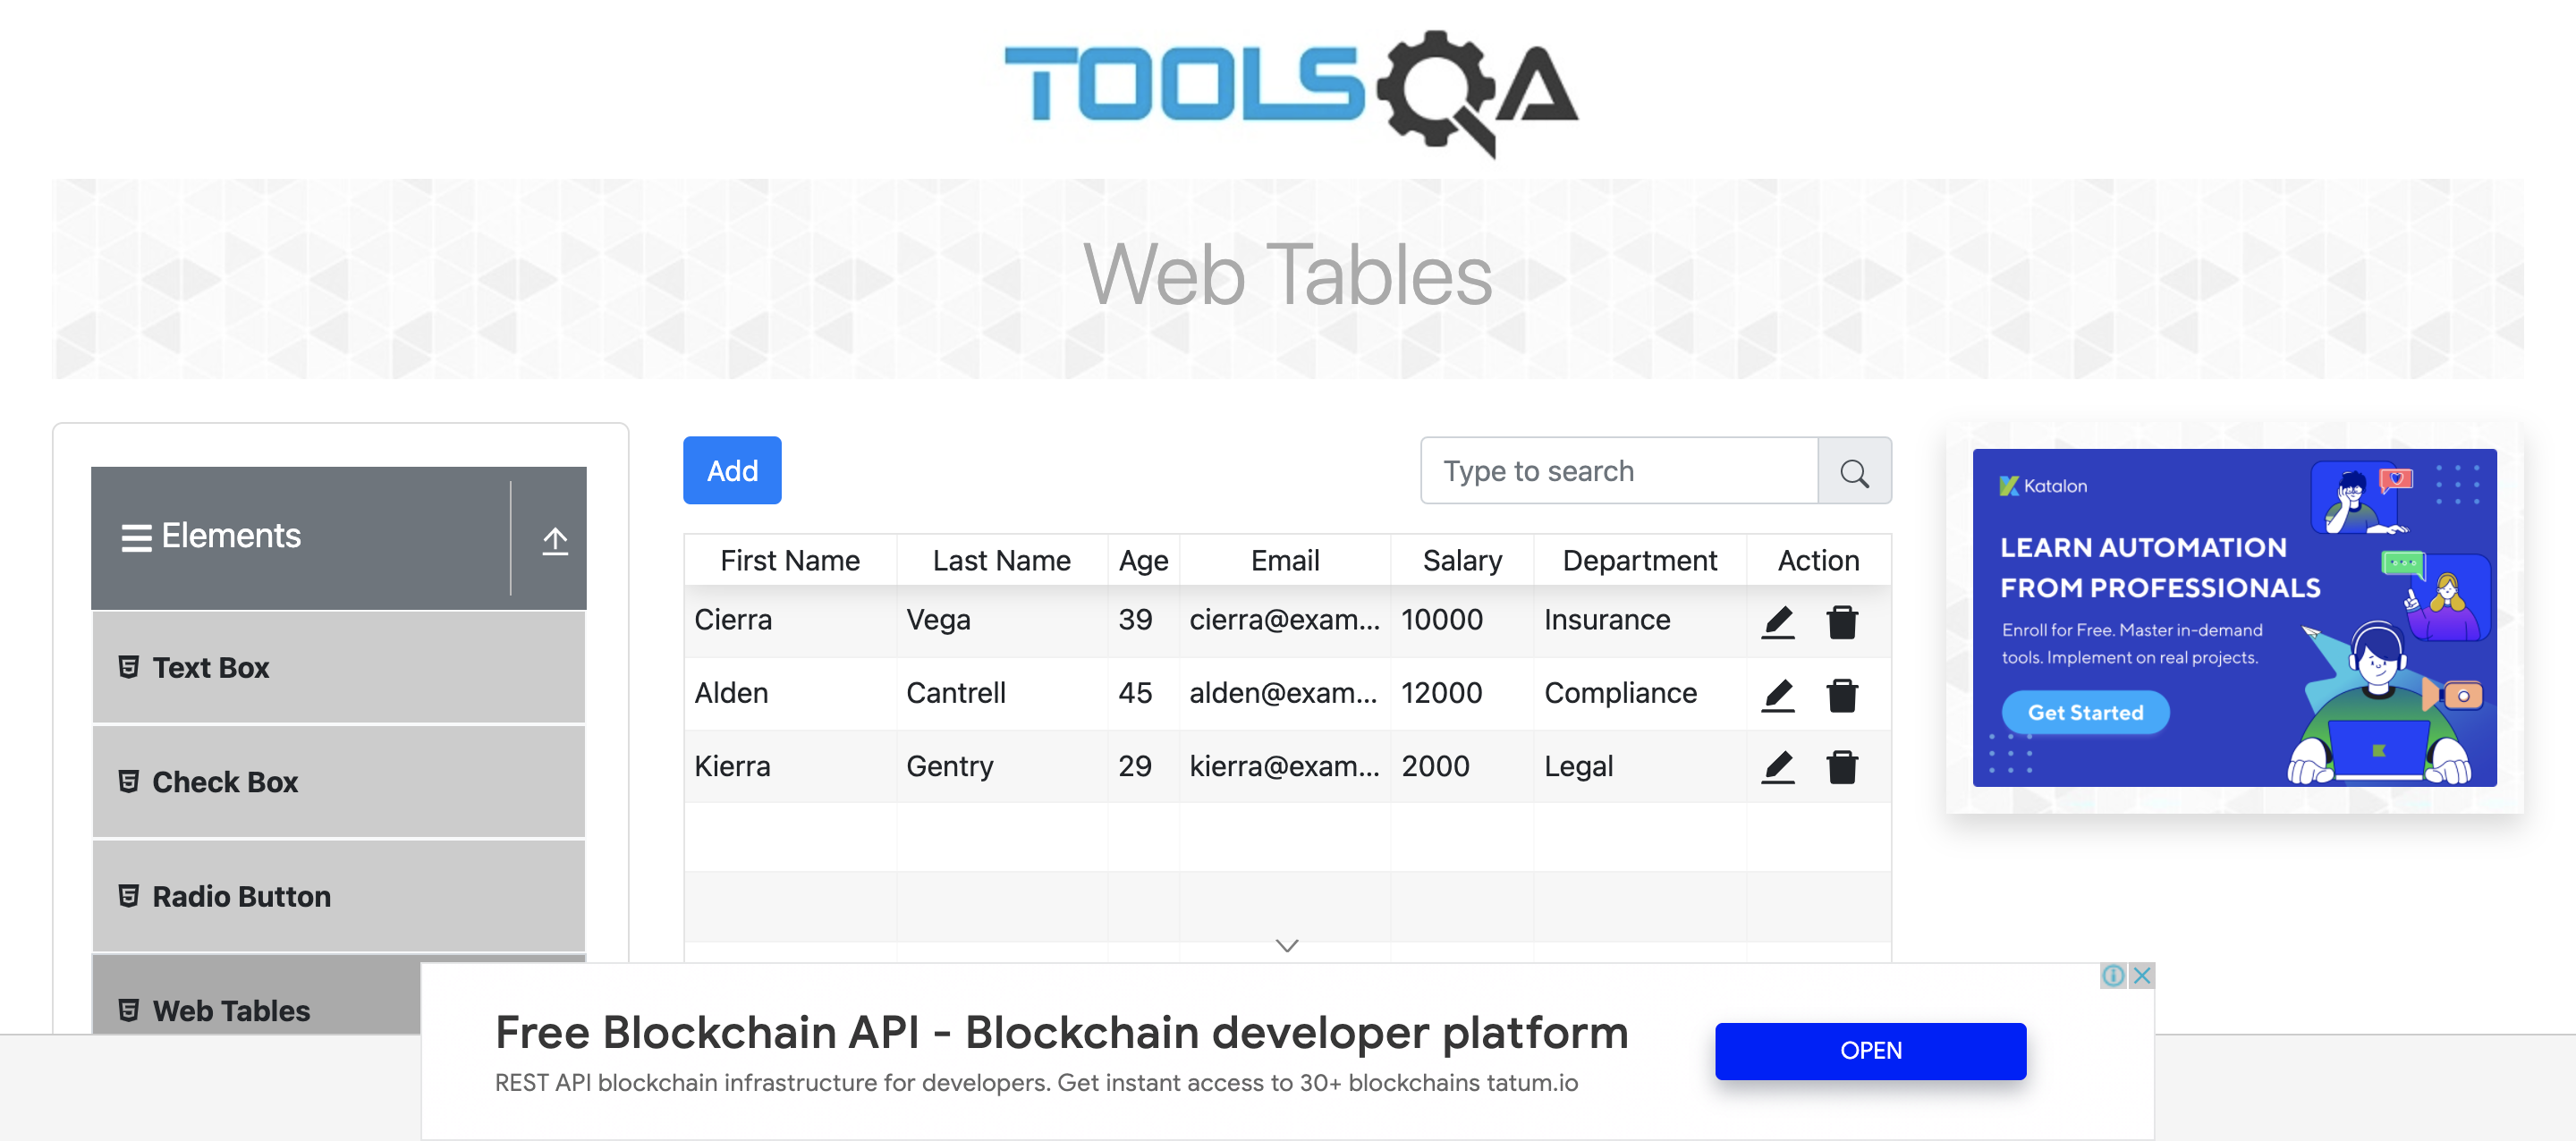 TOOLSQA
Web Tables
Elements
Text Box
Check Box
Radio Button
Web Tables
Add
Type to search
First Name Last Name Age Email Salary Department Action
Cierra Vega 39 cierra@exam... 10000 Insurance
Alden Cantrell 45 alden@exam... 12000 Compliance
Kierra Gentry 29 kierra@exam... 2000 Legal
Katalon
LEARN AUTOMATION
FROM PROFESSIONALS
Enroll for Free. Master in-demand
tools. Implement on real projects.
Get Started
Free Blockchain API - Blockchain developer platform
REST API blockchain infrastructure for developers. Get instant access to 30+ blockchains tatum.io
OPEN